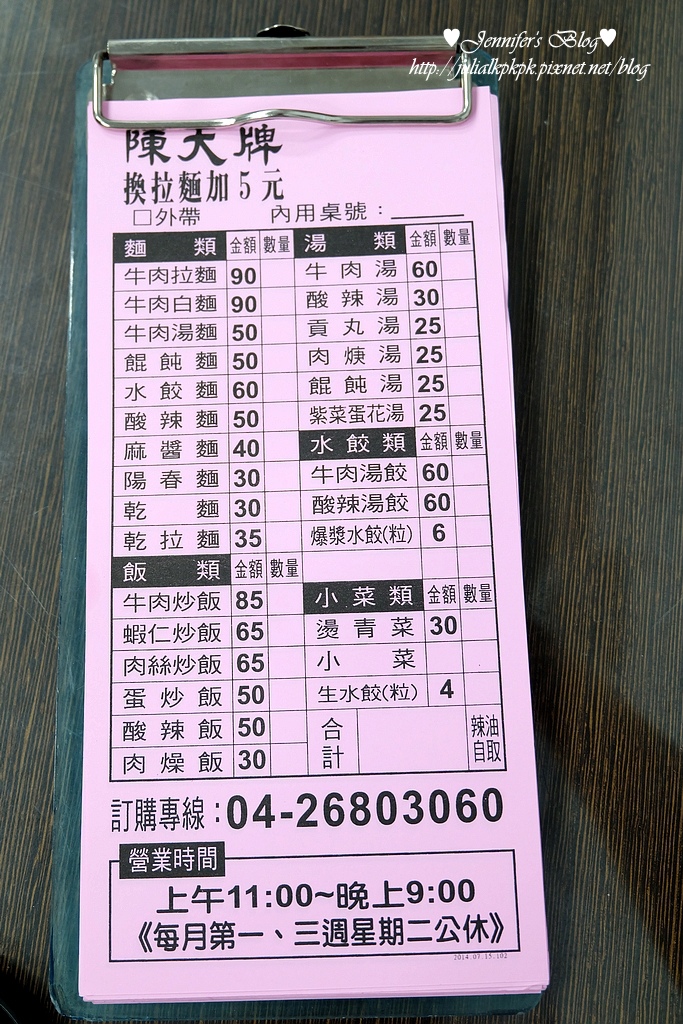 ♥Jennifer's Blog♥
http://julialkpkpk.pixnet.net/blog
陳大牌
換拉麵加5元
□外帶 內用桌號：
麵類 金額 數量 湯類 金額 數量
牛肉拉麵 90 牛肉湯 60
牛肉白麵 90 酸辣湯 30
牛肉湯麵 50 貢丸湯 25
餛飩麵 50 肉焿湯 25
水餃麵 60 餛飩湯 25
酸辣麵 50 紫菜蛋花湯 25
麻醬麵 40 水餃類 金額 數量
陽春麵 30 牛肉湯餃 60
乾麵 30 酸辣湯餃 60
乾拉麵 35 爆漿水餃(粒) 6
飯類 金額 數量
牛肉炒飯 85 小菜類 金額 數量
蝦仁炒飯 65 燙青菜 30
肉絲炒飯 65 小菜
蛋炒飯 50 生水餃(粒) 4
酸辣飯 50 合計 辣油自取
肉燥飯 30
訂購專線：04-26803060
營業時間
上午11:00~晚上9:00
《每月第一、三週星期二公休》
2014.07.15.102